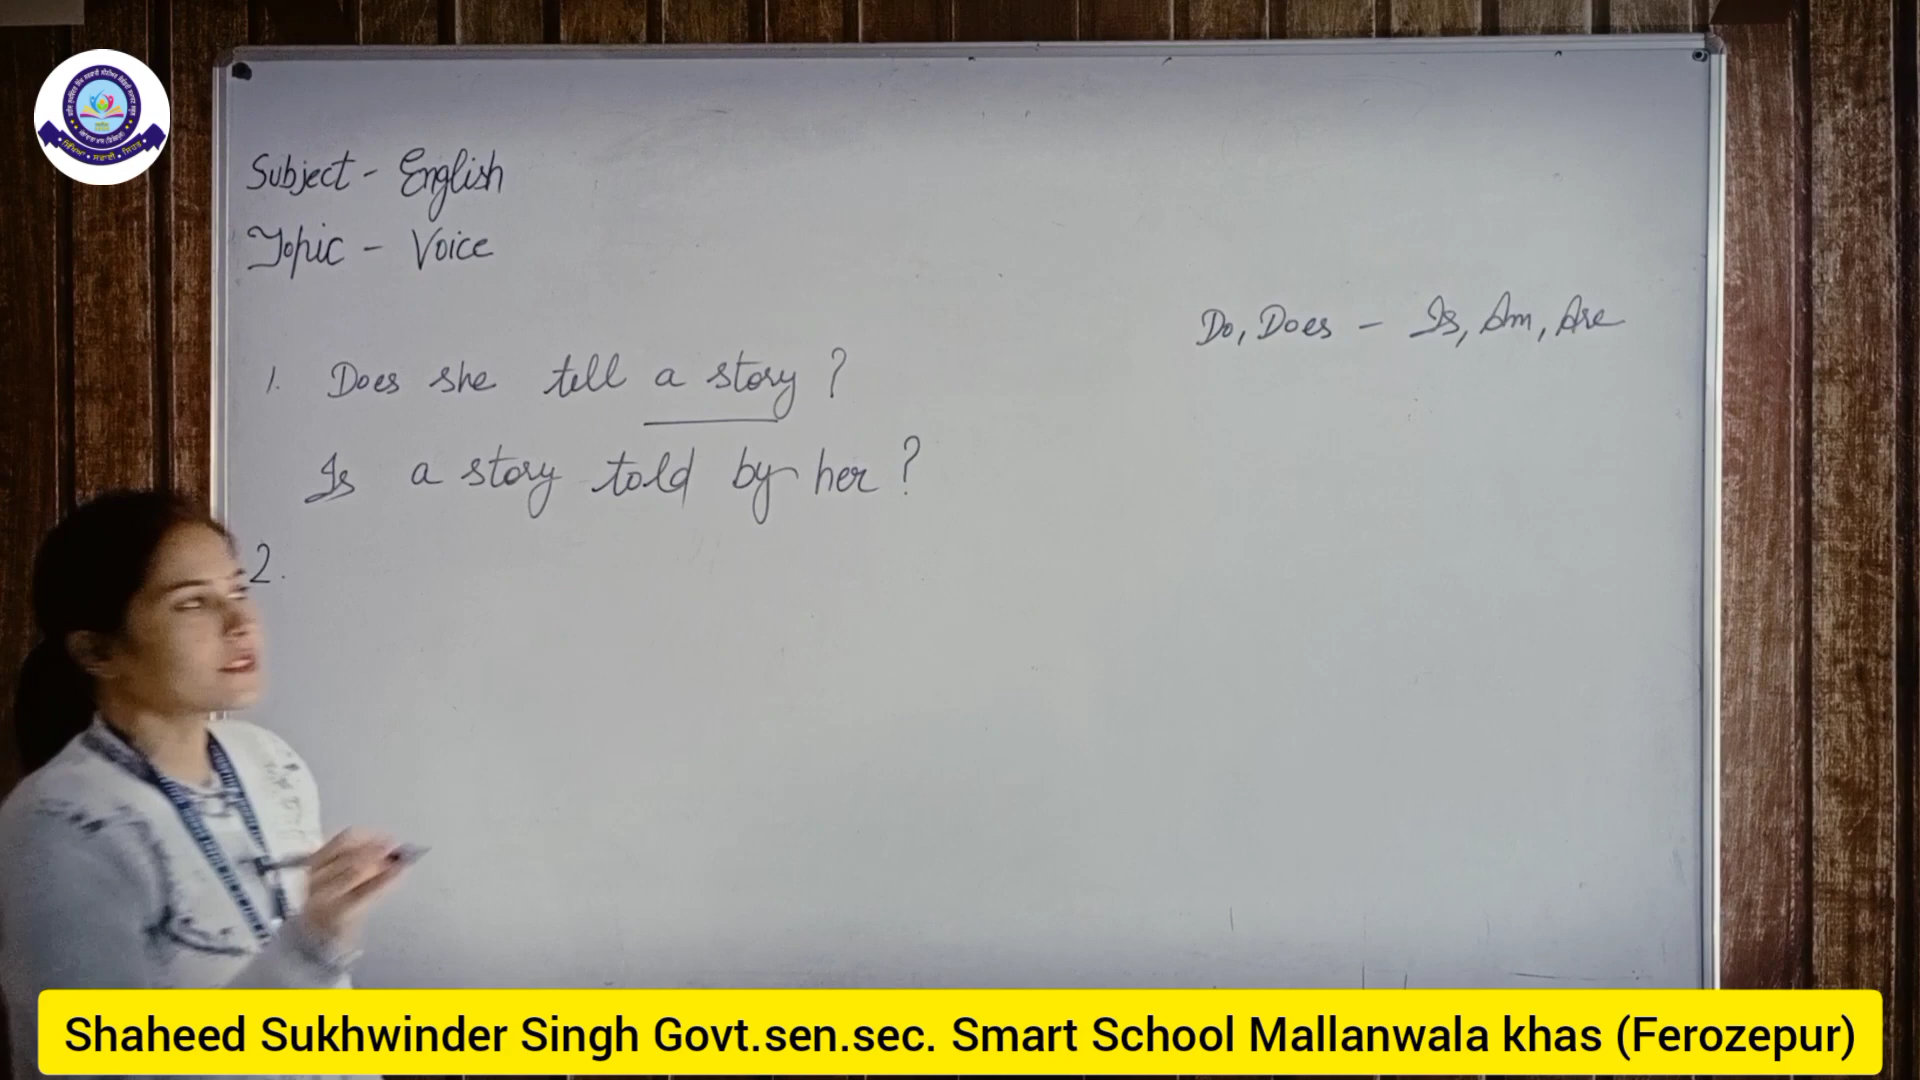 Subject - English
Topic - Voice
Do, Does - Is, Am, Are
1. Does she tell a story ?
Is a story told by her ?
2.
Shaheed Sukhwinder Singh Govt.sen.sec. Smart School Mallanwala khas (Ferozepur)